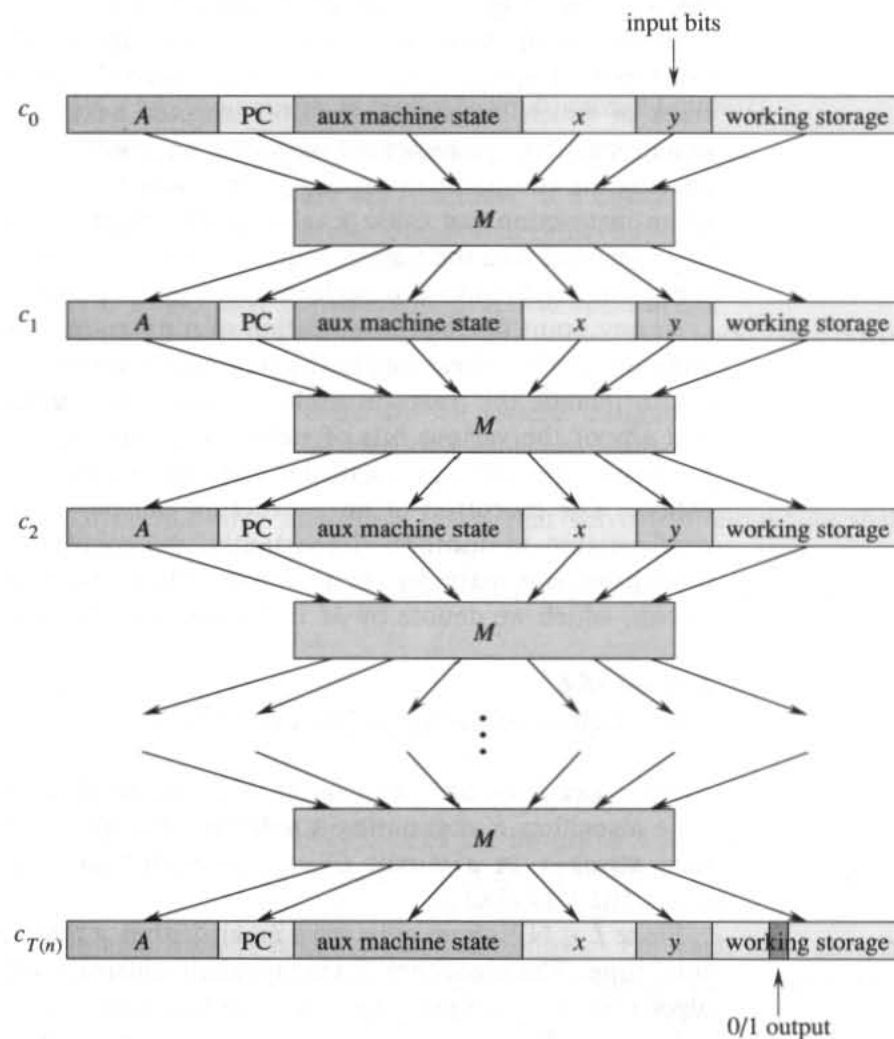 input bits
c0 A PC aux machine state x y working storage
M
c1 A PC aux machine state x y working storage
M
c2 A PC aux machine state x y working storage
M
M
cT(n) A PC aux machine state x y working storage
0/1 output